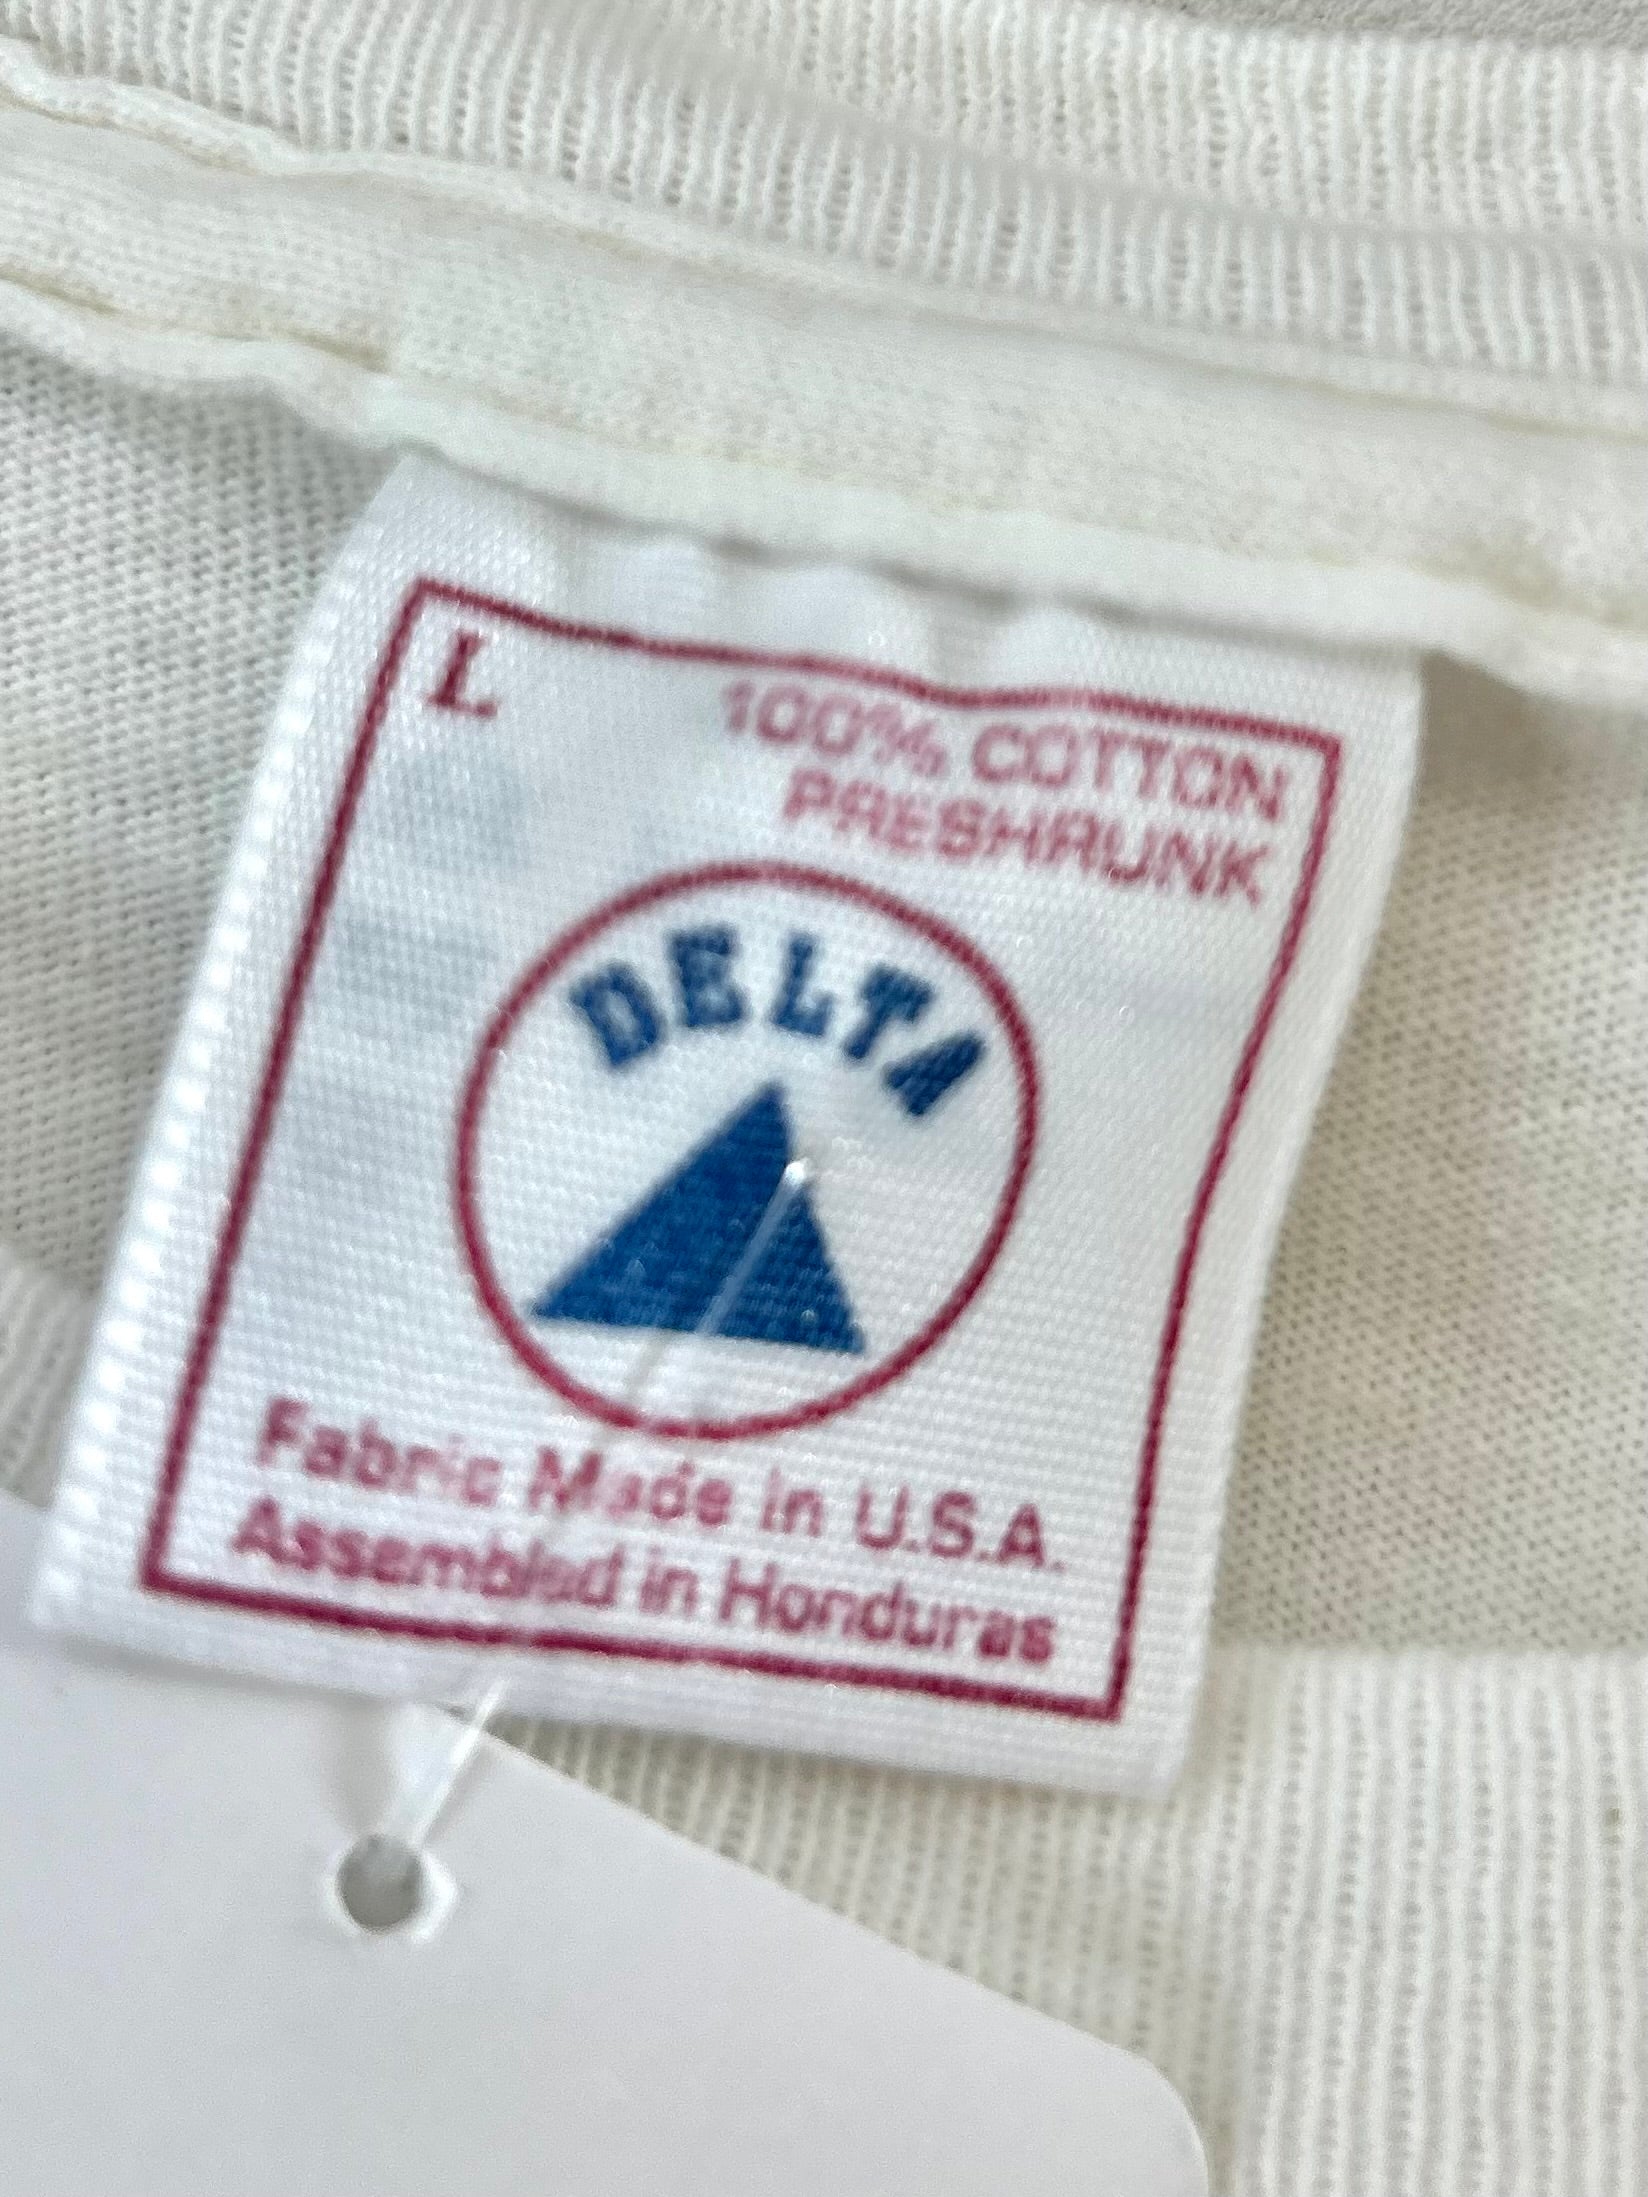 L
100% COTTON
PRESHRUNK
DELTA
Fabric Made in U.S.A.
Assembled in Honduras